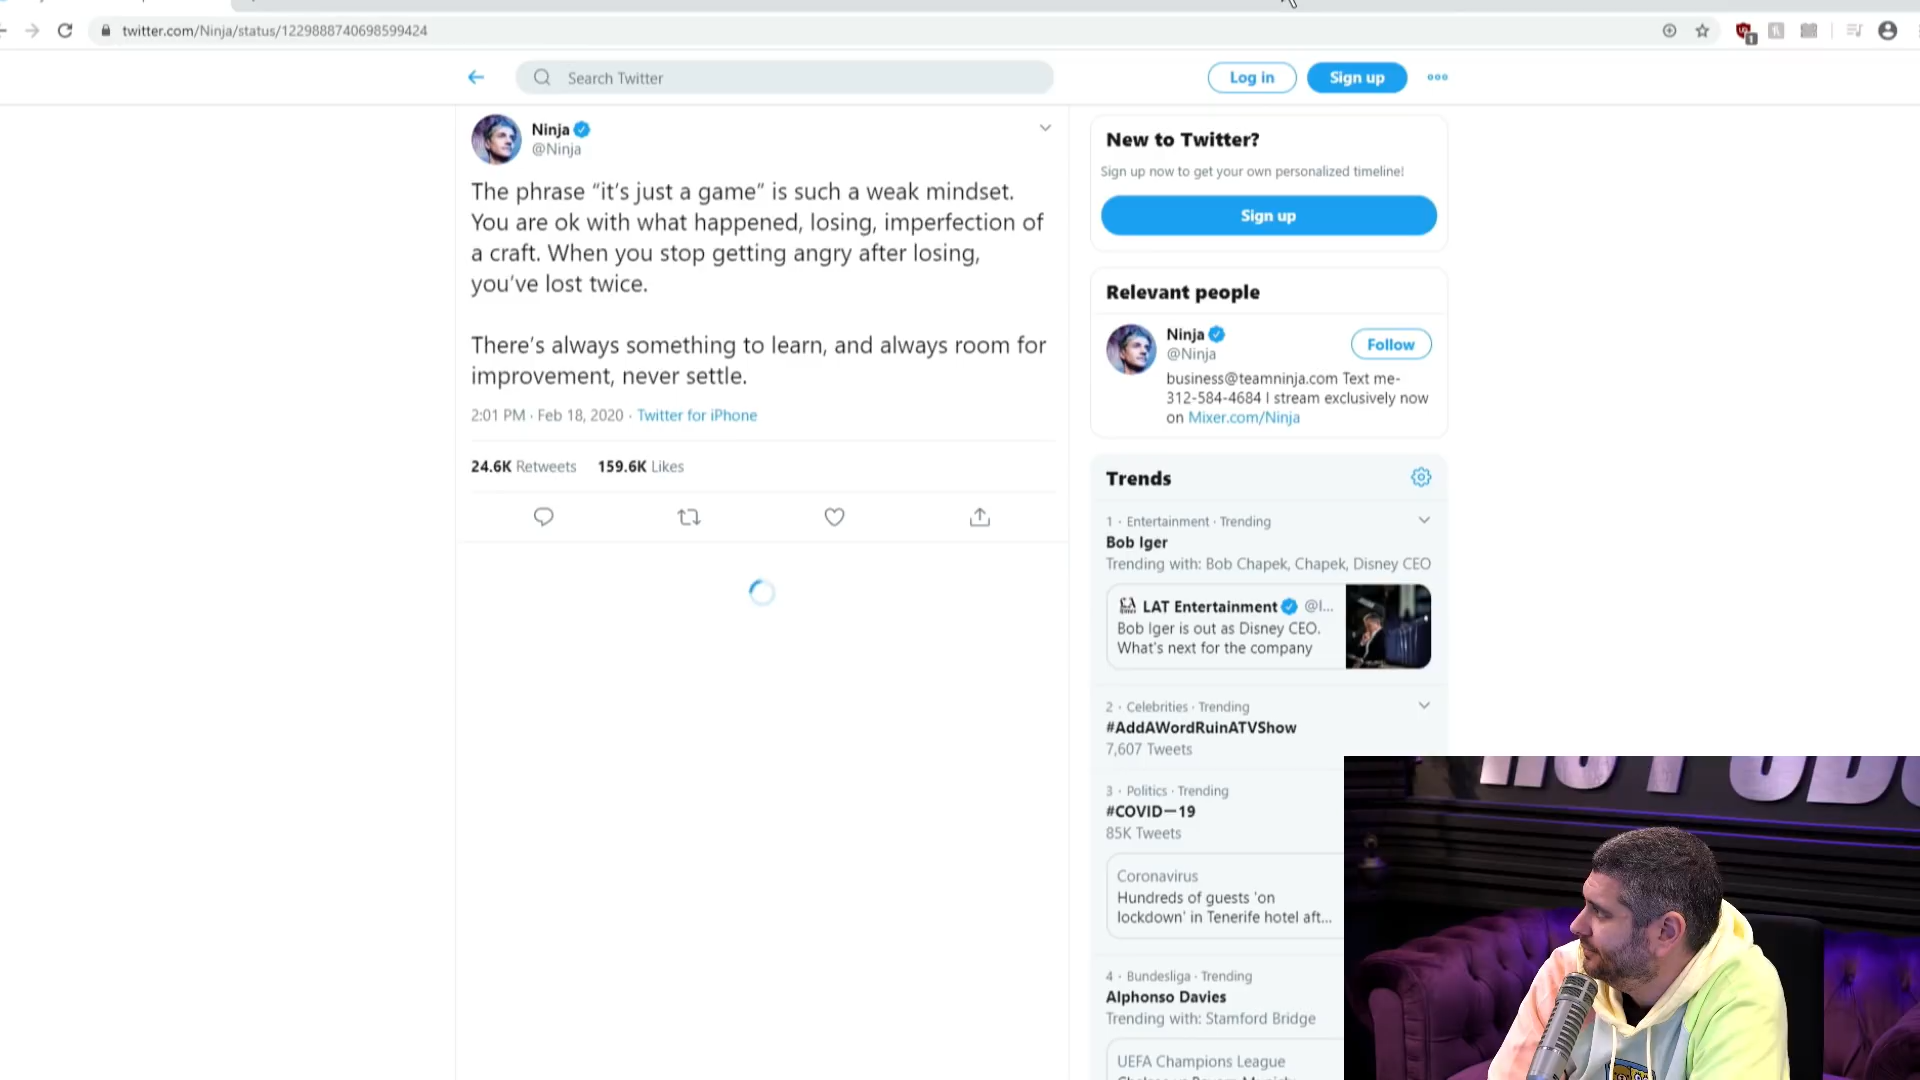 twitter.com/Ninja/status/1229888740698599424
Search Twitter
Log in
Sign up
Ninja
@Ninja
The phrase “it’s just a game” is such a weak mindset.
You are ok with what happened, losing, imperfection of
a craft. When you stop getting angry after losing,
you’ve lost twice.
There’s always something to learn, and always room for
improvement, never settle.
2:01 PM · Feb 18, 2020 · Twitter for iPhone
24.6K Retweets 159.6K Likes
New to Twitter?
Sign up now to get your own personalized timeline!
Sign up
Relevant people
Ninja
@Ninja
Follow
business@teamninja.com Text me-
312-584-4684 I stream exclusively now
on Mixer.com/Ninja
Trends
1 · Entertainment · Trending
Bob Iger
Trending with: Bob Chapek, Chapek, Disney CEO
LAT Entertainment @l...
Bob Iger is out as Disney CEO.
What's next for the company
2 · Celebrities · Trending
#AddAWordRuinATVShow
7,607 Tweets
3 · Politics · Trending
#COVID—19
85K Tweets
Coronavirus
Hundreds of guests 'on
lockdown' in Tenerife hotel aft...
4 · Bundesliga · Trending
Alphonso Davies
Trending with: Stamford Bridge
UEFA Champions League